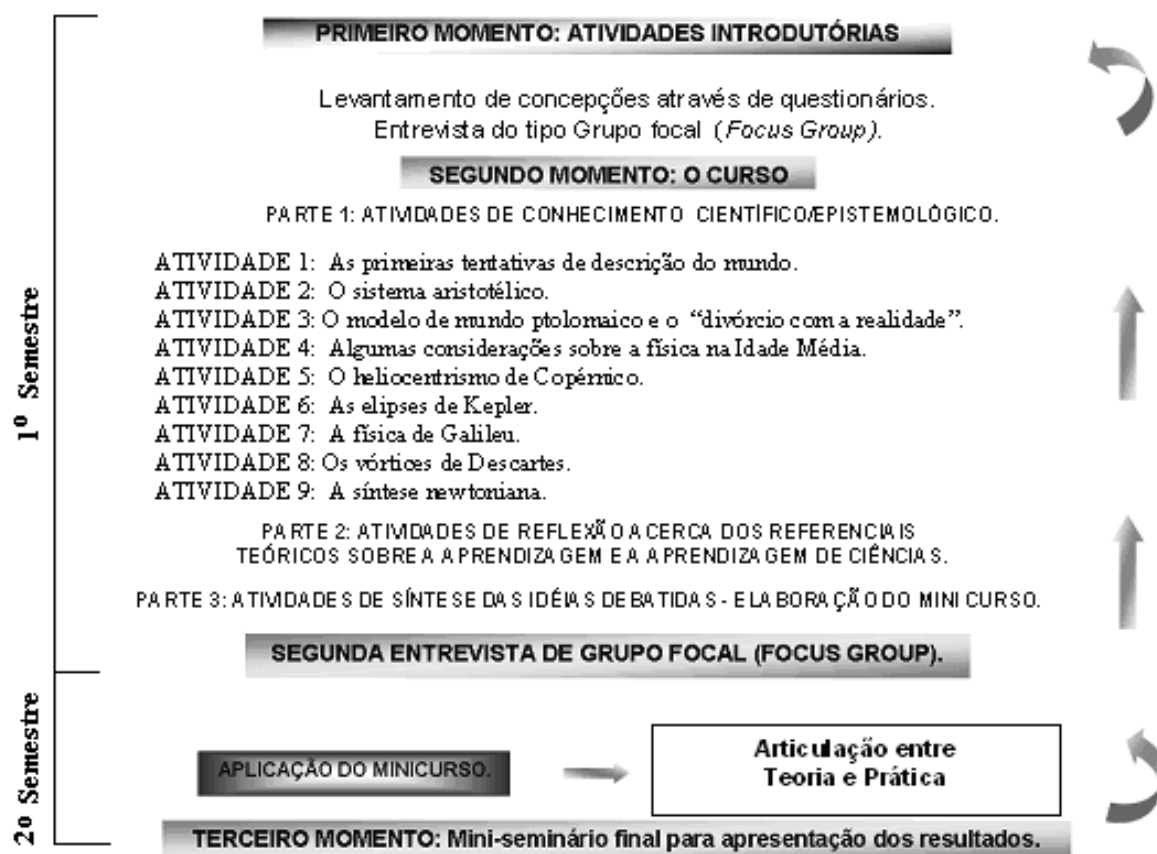 PRIMEIRO MOMENTO: ATIVIDADES INTRODUTÓRIAS
Levantamento de concepções através de questionários.
Entrevista do tipo Grupo focal (Focus Group).
SEGUNDO MOMENTO: O CURSO
PARTE 1: ATIVIDADES DE CONHECIMENTO CIENTÍFICO/EPISTEMOLÓGICO.
1º Semestre
ATIVIDADE 1: As primeiras tentativas de descrição do mundo.
ATIVIDADE 2: O sistema aristotélico.
ATIVIDADE 3: O modelo de mundo ptolomaico e o “divórcio com a realidade”.
ATIVIDADE 4: Algumas considerações sobre a física na Idade Média.
ATIVIDADE 5: O heliocentrismo de Copérnico.
ATIVIDADE 6: As elipses de Kepler.
ATIVIDADE 7: A física de Galileu.
ATIVIDADE 8: Os vórtices de Descartes.
ATIVIDADE 9: A síntese newtoniana.
PARTE 2: ATIVIDADES DE REFLEXÃO ACERCA DOS REFERENCIAIS
TEÓRICOS SOBRE A APRENDIZAGEM E A APRENDIZAGEM DE CIÊNCIAS.
PARTE 3: ATIVIDADES DE SÍNTESE DAS IDÉIAS DEBATIDAS - ELABORAÇÃO DO MINI CURSO.
SEGUNDA ENTREVISTA DE GRUPO FOCAL (FOCUS GROUP).
2º Semestre
APLICAÇÃO DO MINICURSO.
Articulação entre
Teoria e Prática
TERCEIRO MOMENTO: Mini-seminário final para apresentação dos resultados.